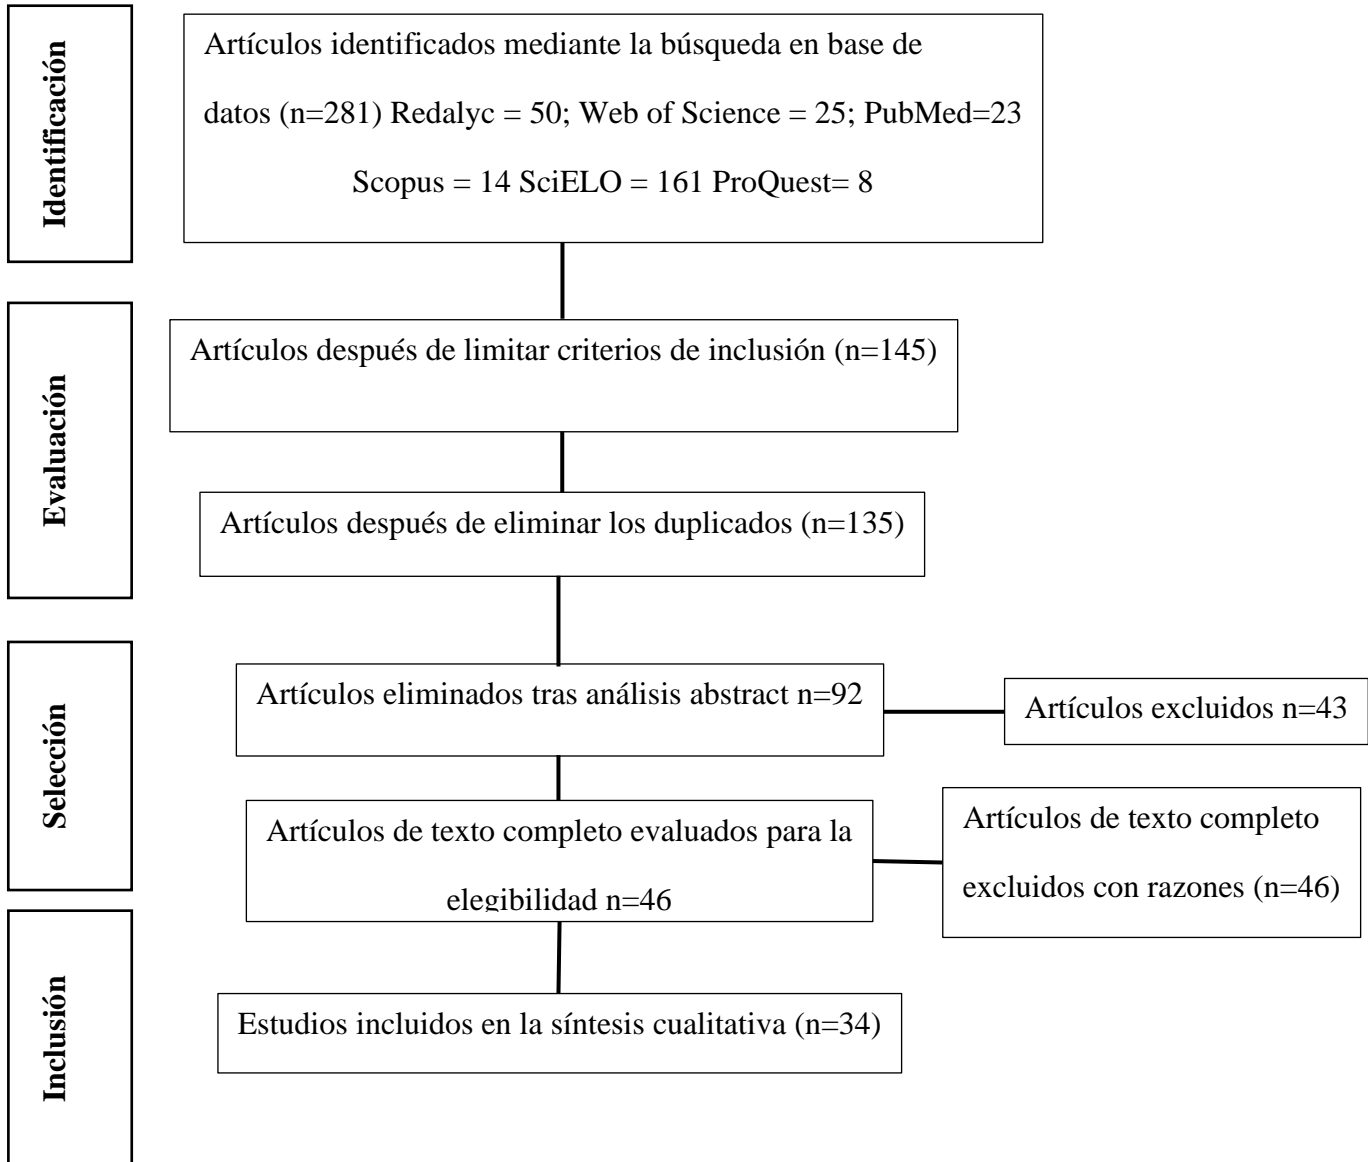 Identificación
Artículos identificados mediante la búsqueda en base de
datos (n=281) Redalyc = 50; Web of Science = 25; PubMed=23
Scopus = 14 SciELO = 161 ProQuest= 8
Evaluación
Artículos después de limitar criterios de inclusión (n=145)
Artículos después de eliminar los duplicados (n=135)
Selección
Artículos eliminados tras análisis abstract n=92
Artículos excluidos n=43
Artículos de texto completo evaluados para la
elegibilidad n=46
Artículos de texto completo
excluidos con razones (n=46)
Inclusión
Estudios incluidos en la síntesis cualitativa (n=34)